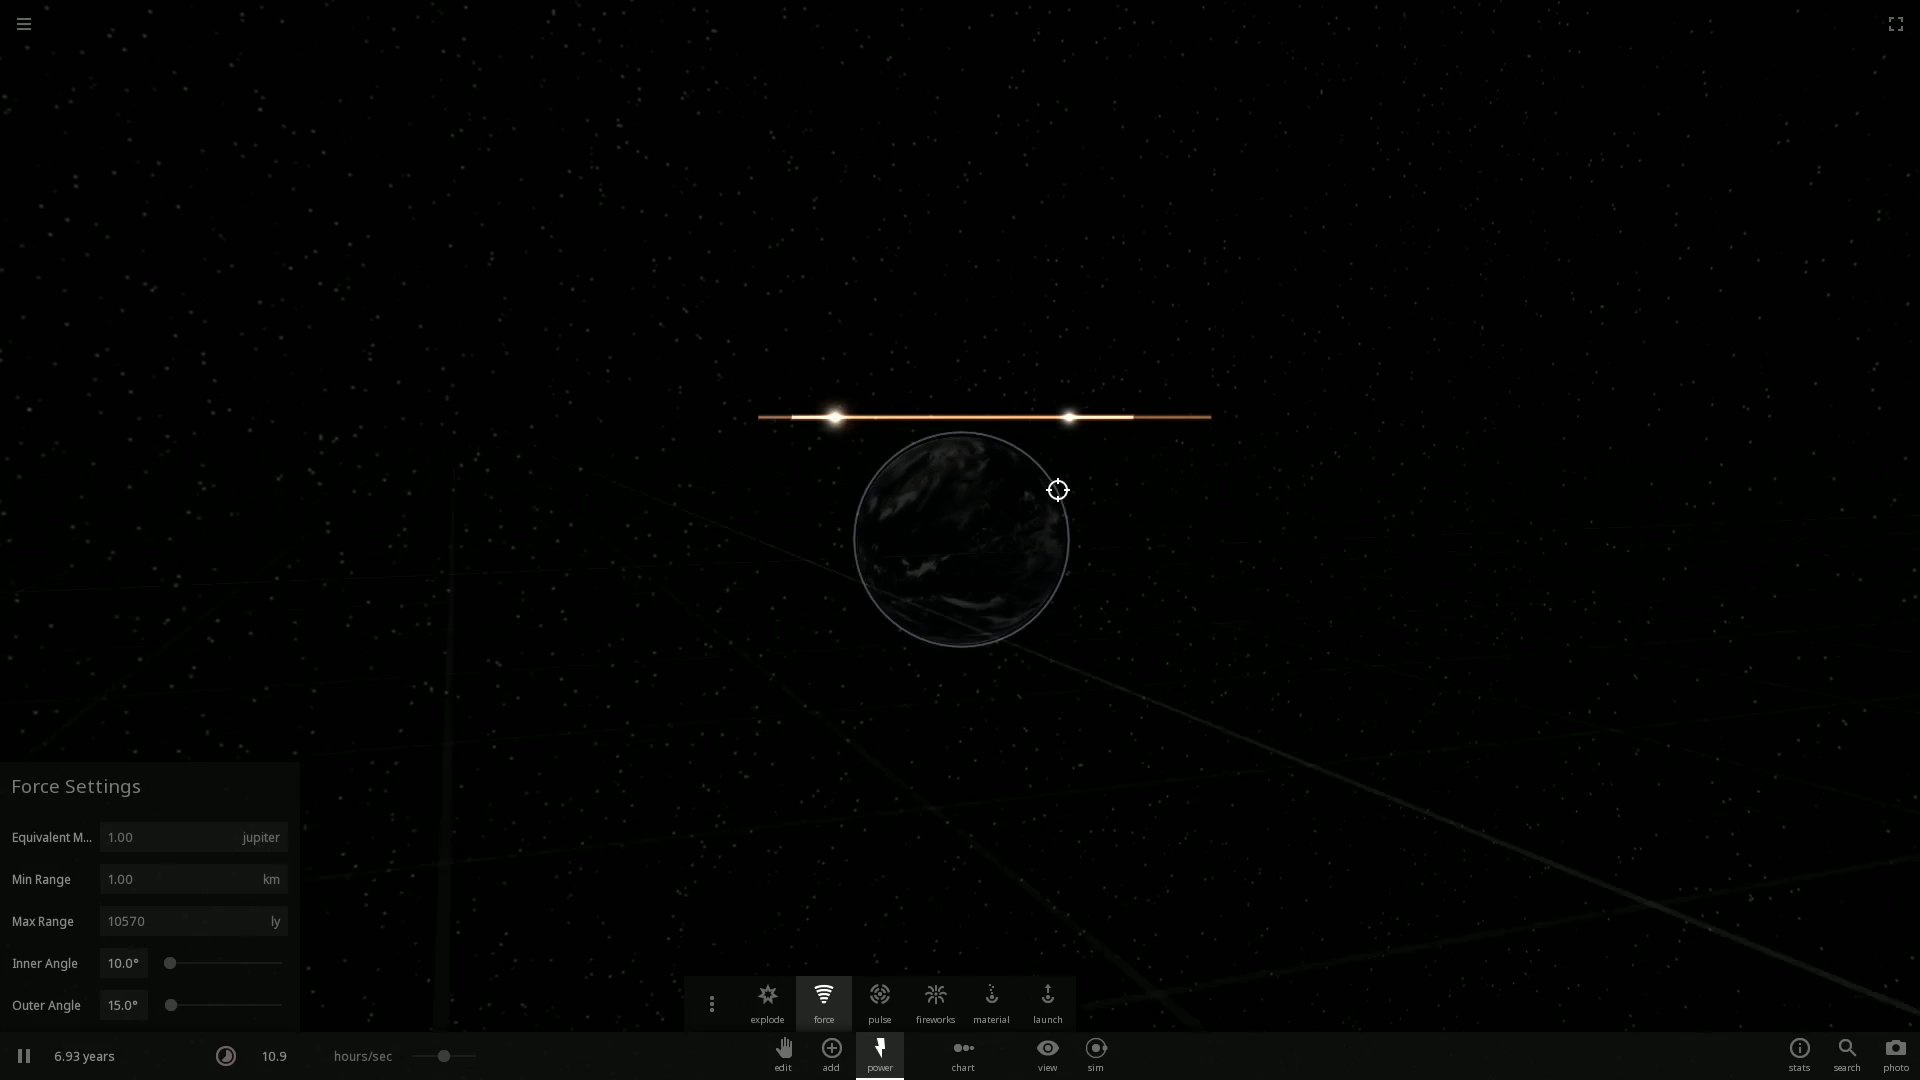 Force Settings
Equivalent M... 1.00 jupiter
Min Range 1.00 km
Max Range 10570 ly
Inner Angle 10.0°
Outer Angle 15.0°
explode force pulse fireworks material launch
6.93 years 10.9 hours/sec
edit add power chart view sim stats search photo